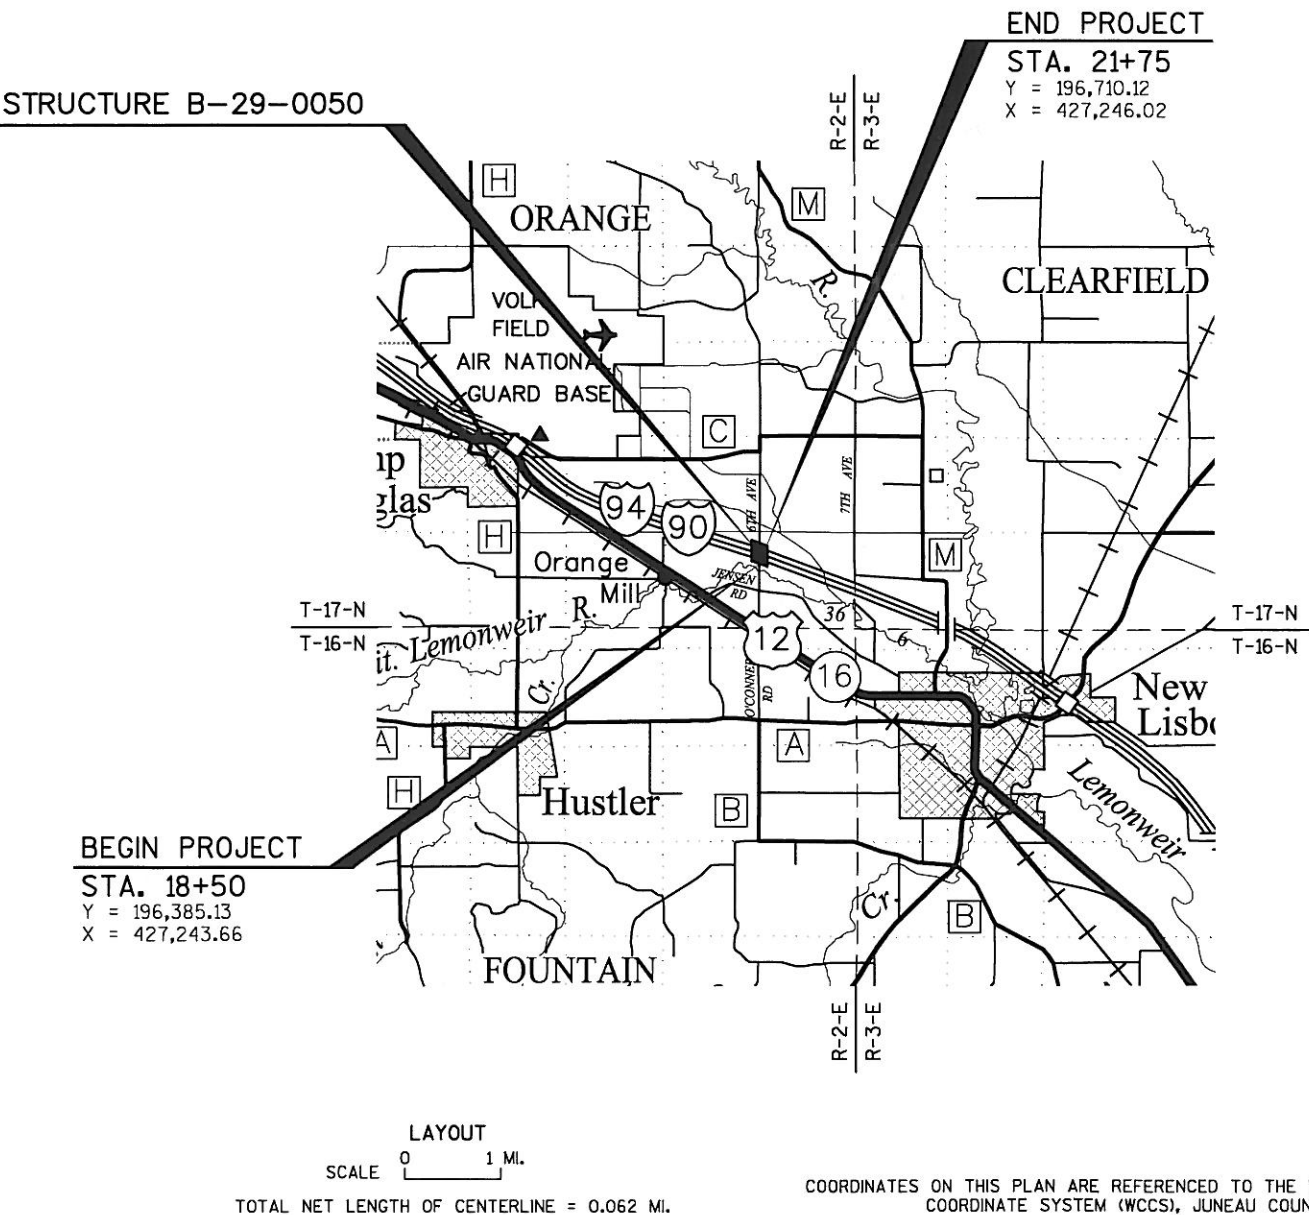 END PROJECT
STA. 21+75
Y = 196,710.12
X = 427,246.02
STRUCTURE B-29-0050
R-2-E
R-3-E
H
ORANGE
M
R.
CLEARFIELD
VOLK
FIELD
AIR NATIONAL
GUARD BASE
C
6TH AVE
7TH AVE
94
90
H
M
Orange
Mill
JENSEN
RD
T-17-N
T-16-N
Lemonweir R.
36
6
T-17-N
T-16-N
12
16
O'CONNER
RD
Cr.
New
A
A
H
Hustler
B
Lemonweir
BEGIN PROJECT
STA. 18+50
Y = 196,385.13
X = 427,243.66
Cr.
B
FOUNTAIN
R-2-E
R-3-E
LAYOUT
SCALE 0 1 MI.
TOTAL NET LENGTH OF CENTERLINE = 0.062 MI.
COORDINATES ON THIS PLAN ARE REFERENCED TO THE
COORDINATE SYSTEM (WCCS), JUNEAU